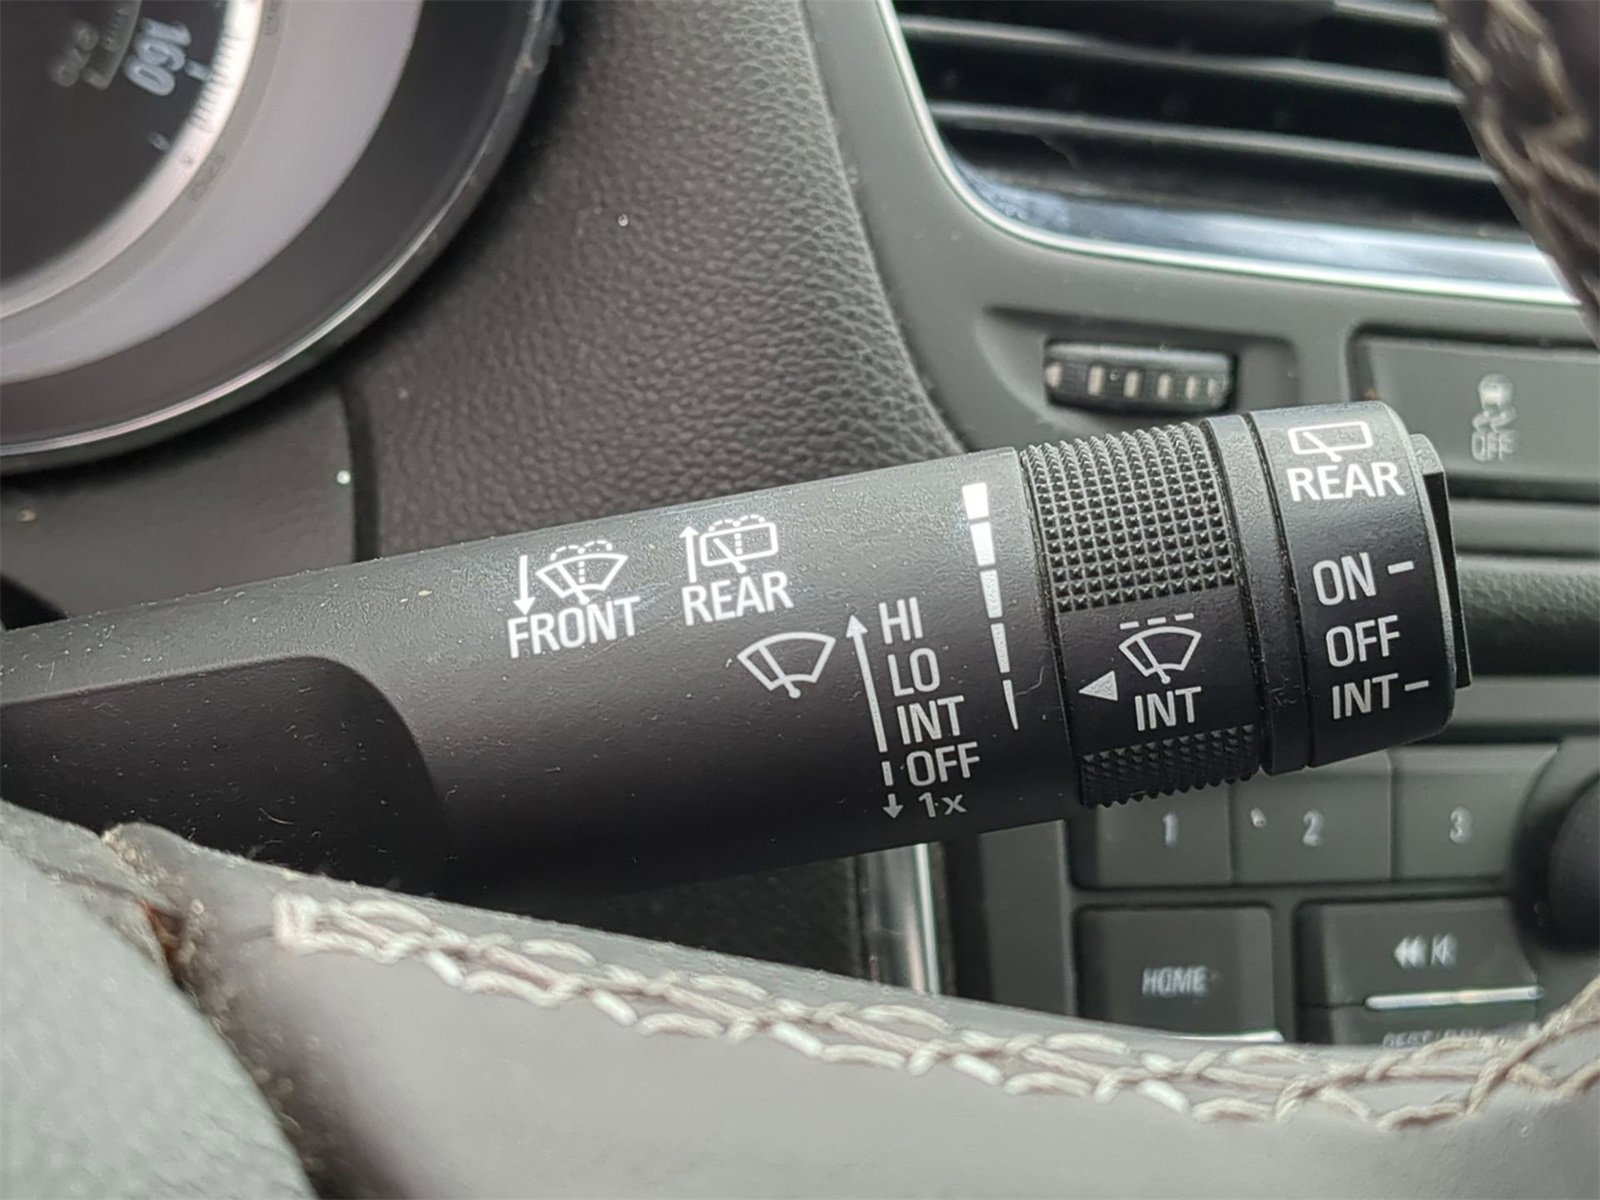 160
OFF
REAR
ON -
OFF
INT -
FRONT
REAR
HI
LO
INT
OFF
1x
INT
1
2
3
HOME